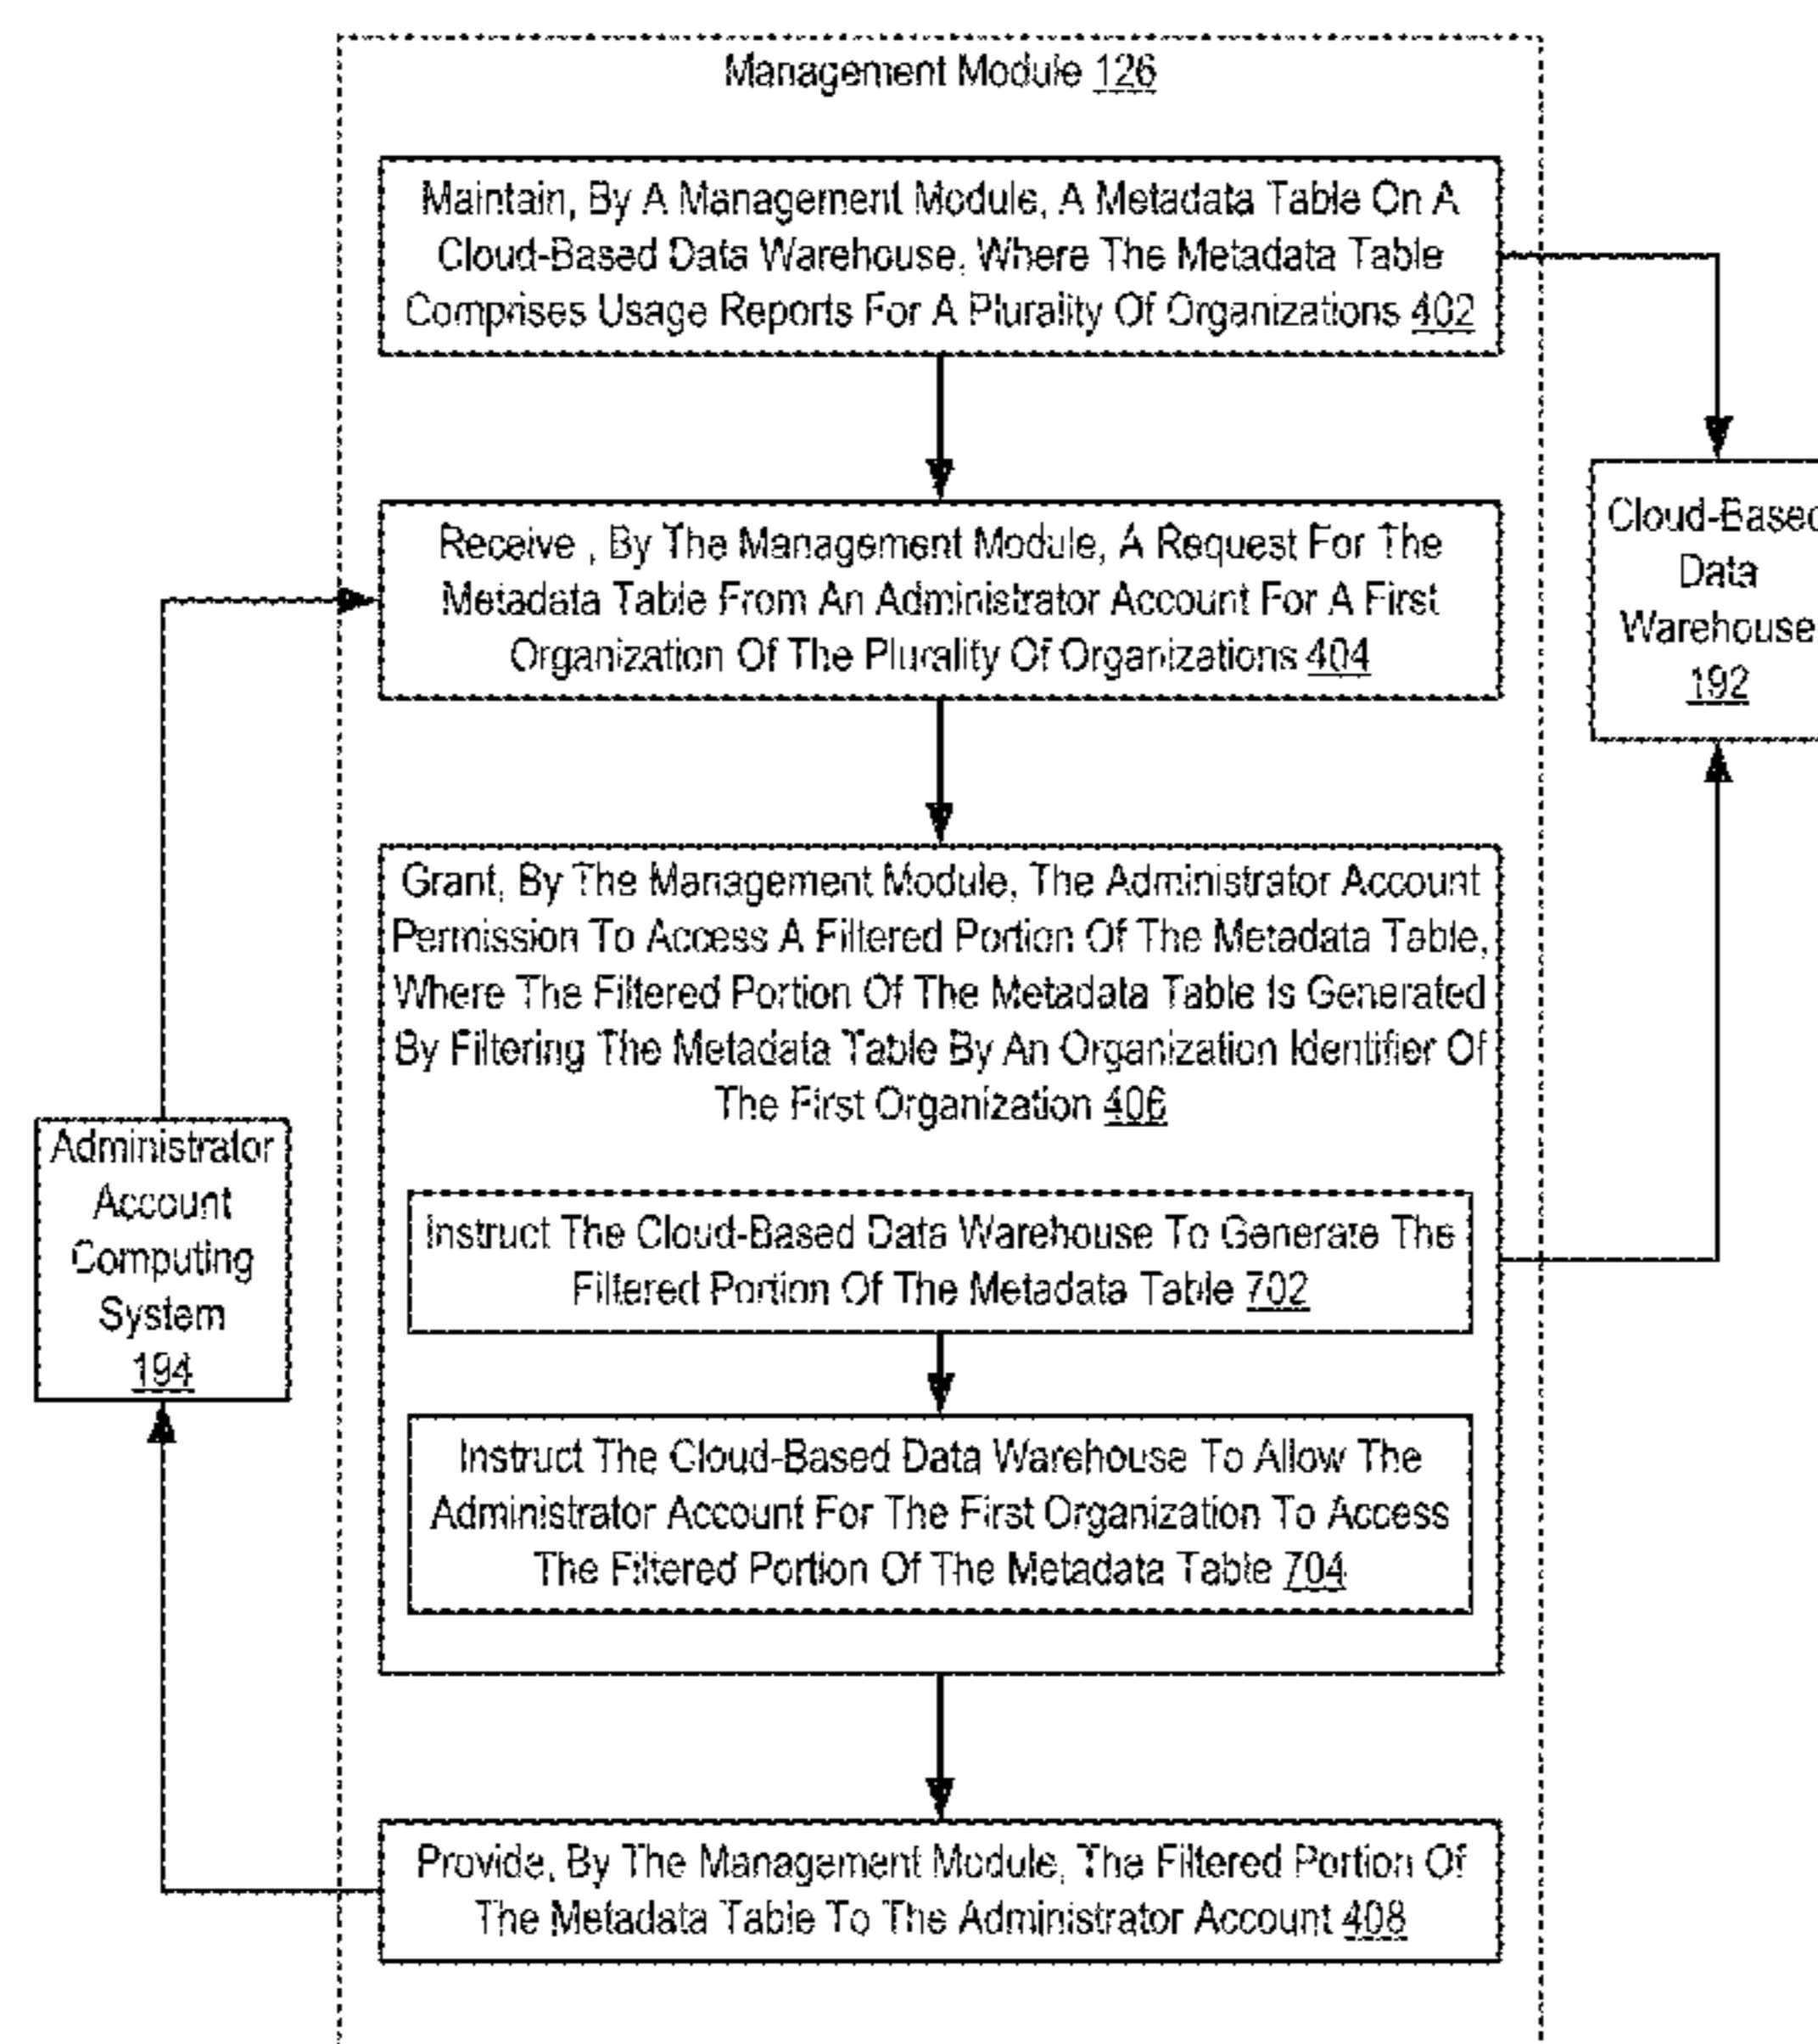 Management Module 126
Maintain, By A Management Module, A Metadata Table On A
Cloud-Based Data Warehouse, Where The Metadata Table
Comprises Usage Reports For A Plurality Of Organizations 402
Receive , By The Management Module, A Request For The
Metadata Table From An Administrator Account For A First
Organization Of The Plurality Of Organizations 404
Cloud-Based
Data
Warehouse
192
Grant, By The Management Module, The Administrator Account
Permission To Access A Filtered Portion Of The Metadata Table,
Where The Filtered Portion Of The Metadata Table Is Generated
By Filtering The Metadata Table By An Organization Identifier Of
The First Organization 406
Administrator
Account
Computing
System
194
Instruct The Cloud-Based Data Warehouse To Generate The
Filtered Portion Of The Metadata Table 702
Instruct The Cloud-Based Data Warehouse To Allow The
Administrator Account For The First Organization To Access
The Filtered Portion Of The Metadata Table 704
Provide, By The Management Module, The Filtered Portion Of
The Metadata Table To The Administrator Account 408